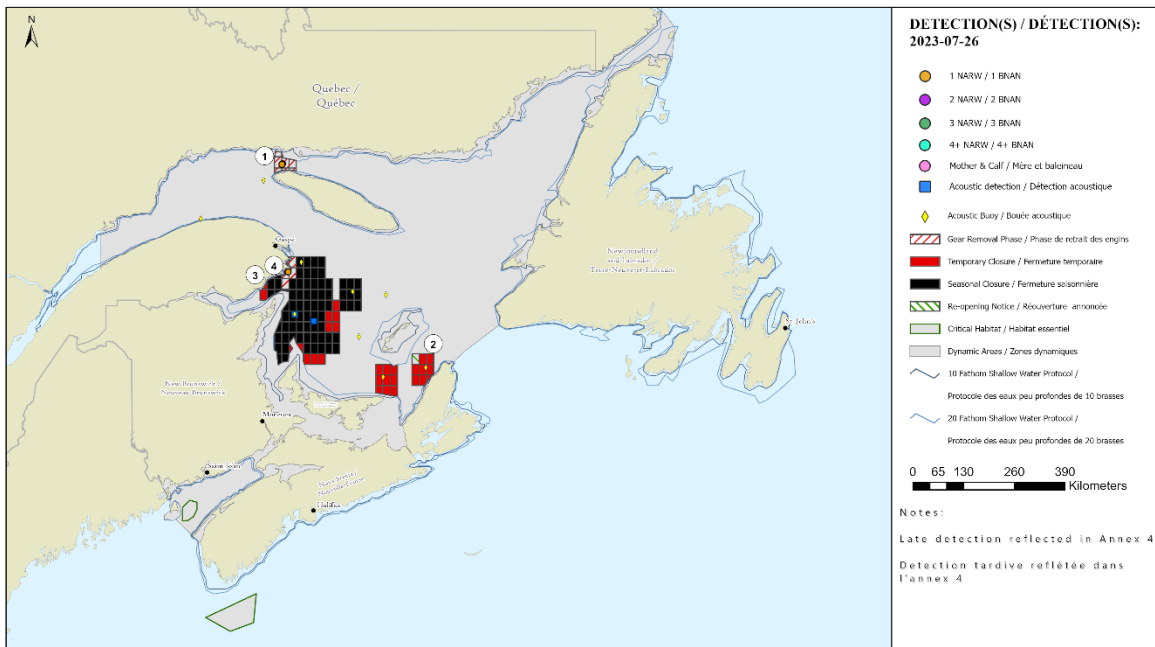 N
Quebec /
Québec
1
Gaspé
4
3
2
Newfoundland
and Labrador /
Terre-Neuve-et-Labrador
St. John's
New Brunswick /
Nouveau-Brunswick
Moncton
Saint John
Nova Scotia /
Nouvelle-Écosse
Halifax
DETECTION(S) / DÉTECTION(S):
2023-07-26
1 NARW / 1 BNAN
2 NARW / 2 BNAN
3 NARW / 3 BNAN
4+ NARW / 4+ BNAN
Mother & Calf / Mère et baleineau
Acoustic detection / Détection acoustique
Acoustic Buoy / Bouée acoustique
Gear Removal Phase / Phase de retrait des engins
Temporary Closure / Fermeture temporaire
Seasonal Closure / Fermeture saisonnière
Re-opening Notice / Réouverture annoncée
Critical Habitat / Habitat essentiel
Dynamic Areas / Zones dynamiques
10 Fathom Shallow Water Protocol /
Protocole des eaux peu profondes de 10 brasses
20 Fathom Shallow Water Protocol /
Protocole des eaux peu profondes de 20 brasses
0 65 130 260 390
Kilometers
Notes:
Late detection reflected in Annex 4
Detection tardive reflétée dans
l'annex 4